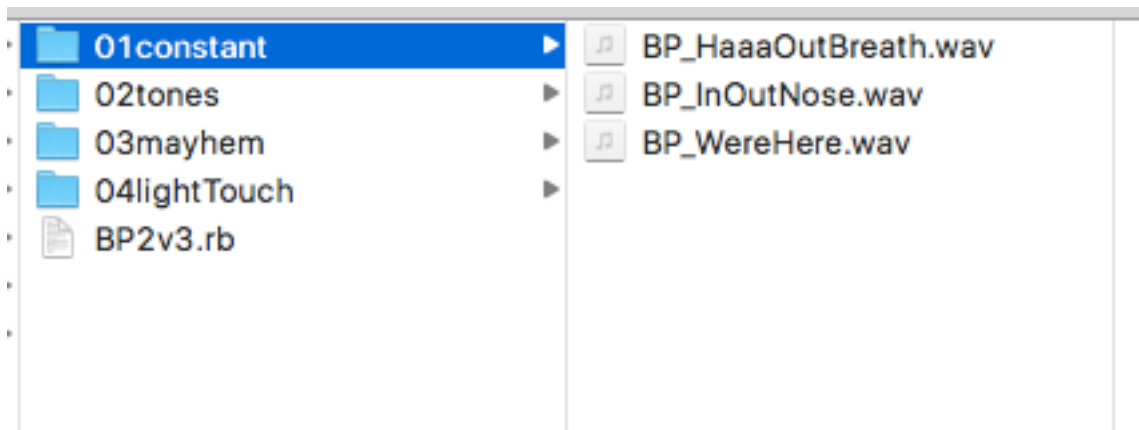 01constant
02tones
03mayhem
04lightTouch
BP2v3.rb
BP_HaaaOutBreath.wav
BP_InOutNose.wav
BP_WereHere.wav